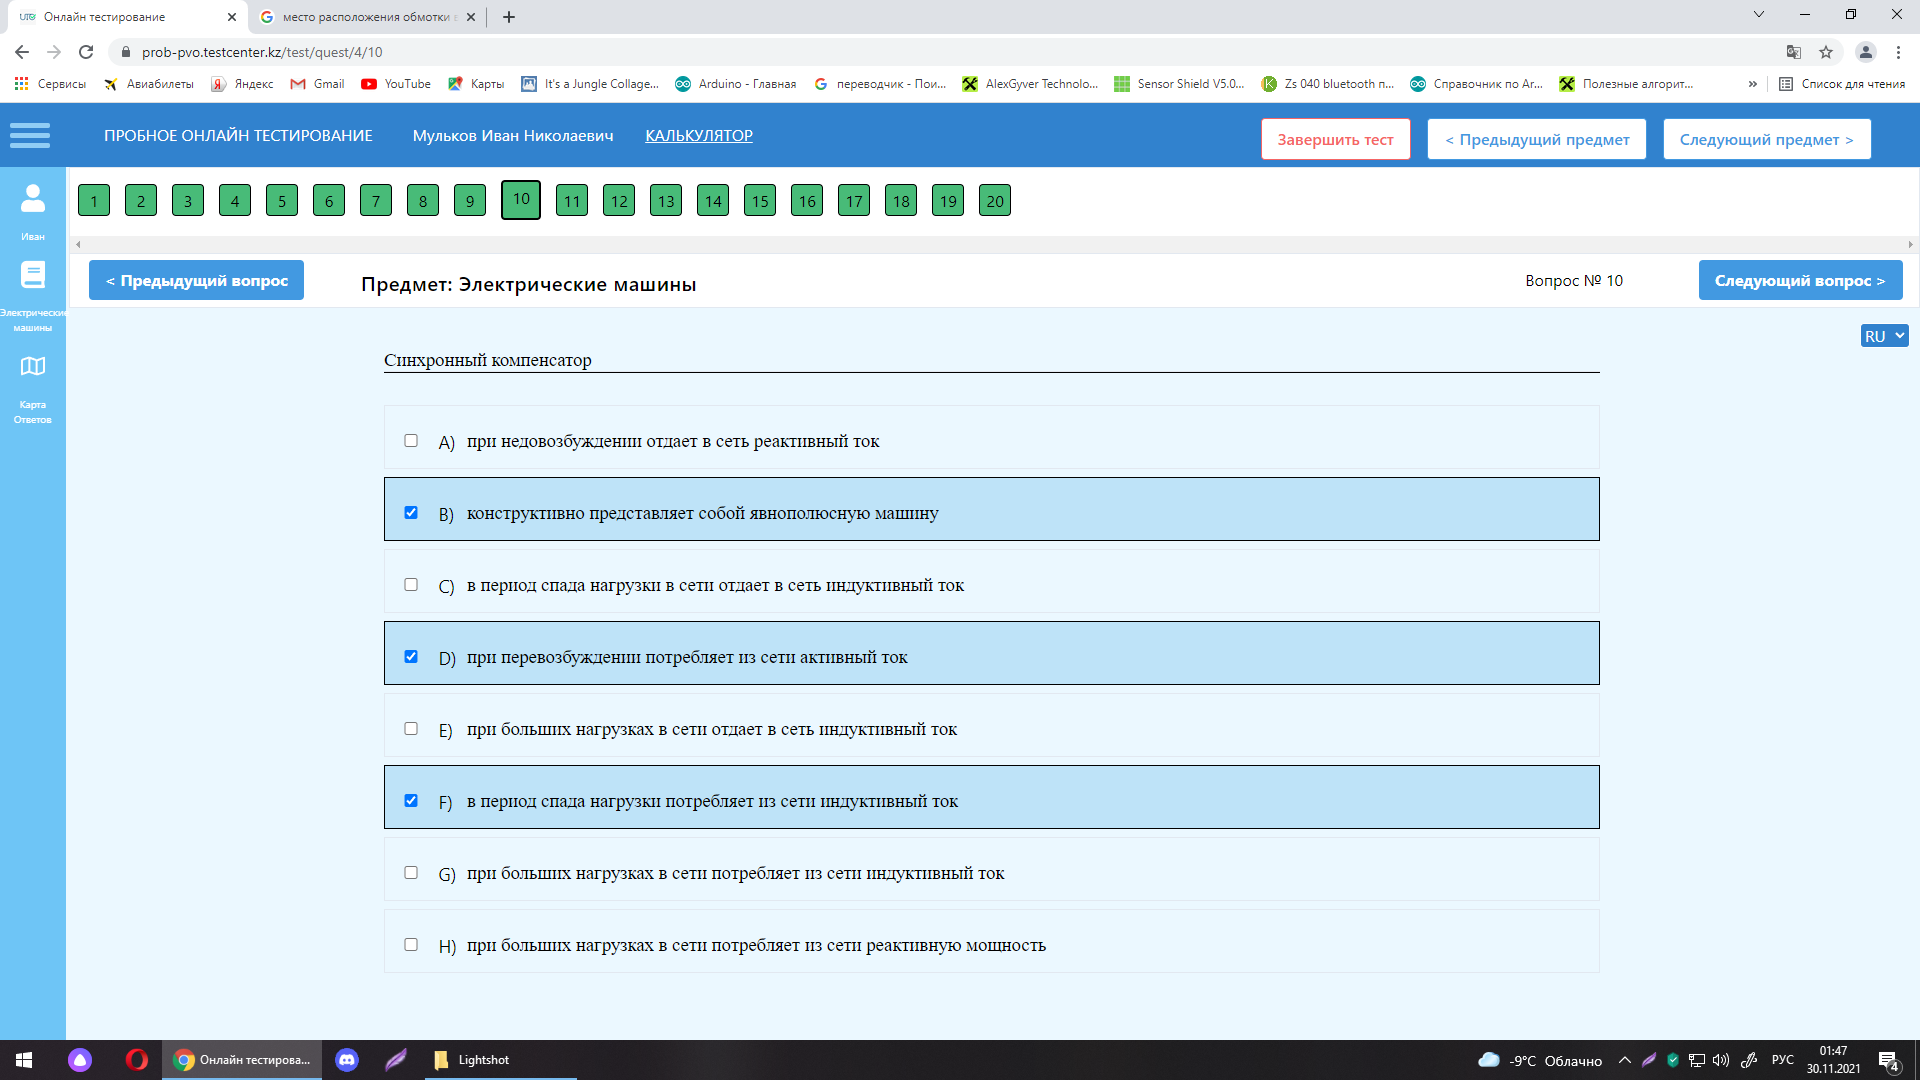 UTO Онлайн тестирование
место расположения обмотки в
prob-pvo.testcenter.kz/test/quest/4/10
Сервисы Авиабилеты Яндекс Gmail YouTube Карты It's a Jungle Collage... Arduino - Главная переводчик - Пои... AlexGyver Technolo... Sensor Shield V5.0... Zs 040 bluetooth п... Справочник по Ar... Полезные алгорит... » Список для чтения
ПРОБНОЕ ОНЛАЙН ТЕСТИРОВАНИЕ Мульков Иван Николаевич КАЛЬКУЛЯТОР Завершить тест < Предыдущий предмет Следующий предмет >
1 2 3 4 5 6 7 8 9 10 11 12 13 14 15 16 17 18 19 20
Иван
Электрические
машины
Карта
Ответов
< Предыдущий вопрос Предмет: Электрические машины Вопрос № 10 Следующий вопрос >
RU
Синхронный компенсатор
A) при недовозбуждении отдает в сеть реактивный ток
B) конструктивно представляет собой явнополюсную машину
C) в период спада нагрузки в сети отдает в сеть индуктивный ток
D) при перевозбуждении потребляет из сети активный ток
E) при больших нагрузках в сети отдает в сеть индуктивный ток
F) в период спада нагрузки потребляет из сети индуктивный ток
G) при больших нагрузках в сети потребляет из сети индуктивный ток
H) при больших нагрузках в сети потребляет из сети реактивную мощность
Онлайн тестирова... Lightshot -9°C Облачно РУС 01:47
30.11.2021
4